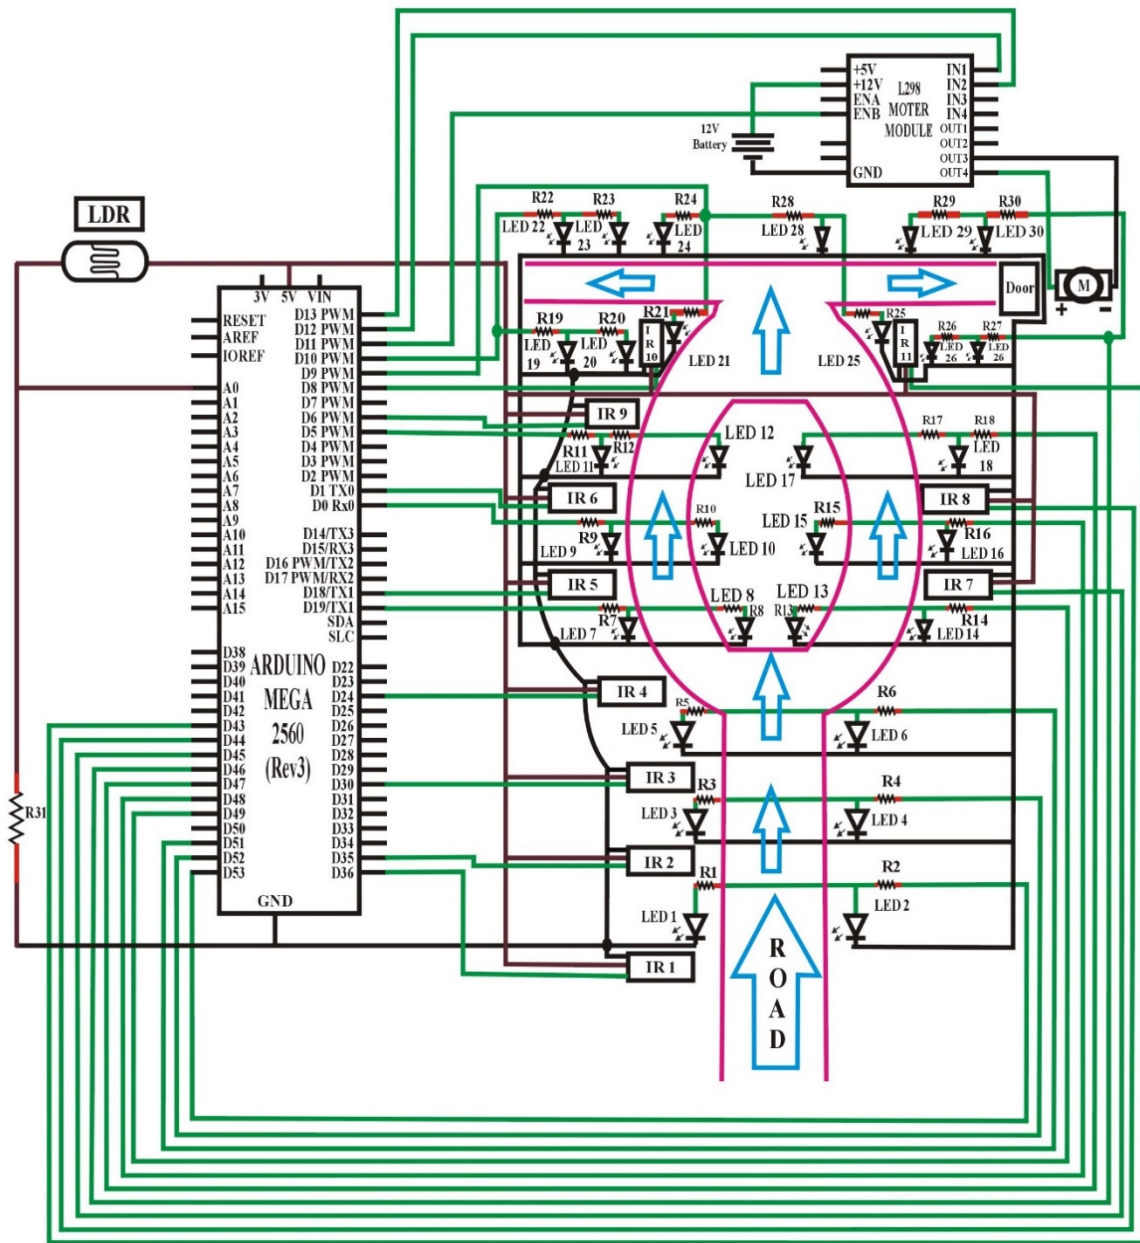 +5V
+12V
ENA
ENB
GND
L298
MOTER
MODULE
IN1
IN2
IN3
IN4
OUT1
OUT2
OUT3
OUT4
12V
Battery
LDR
R22
R23
R24
R28
R29
R30
LED 22
LED
23
LED
24
LED
28
LED 29
LED 30
3V
5V
VIN
Door
M
+ -
RESET
AREF
IOREF
A0
A1
A2
A3
A4
A5
A6
A7
A8
A9
A10
A11
A12
A13
A14
A15
D38
D39
D40
D41
D42
D43
D44
D45
D46
D47
D48
D49
D50
D51
D52
D53
ARDUINO
MEGA
2560
(Rev3)
GND
D13 PWM
D12 PWM
D11 PWM
D10 PWM
D9 PWM
D8 PWM
D7 PWM
D6 PWM
D5 PWM
D4 PWM
D3 PWM
D2 PWM
D1 TX0
D0 Rx0
D14/TX3
D15/RX3
D16 PWM/TX2
D17 PWM/RX2
D18/TX1
D19/TX1
SDA
SLC
D22
D23
D24
D25
D26
D27
D28
D29
D30
D31
D32
D33
D34
D35
D36
R31
R19
R20
R21
LED
19
LED
20
I
R
10
LED 21
R25
I
R
11
R26
R27
LED
26
LED
26
LED 25
IR 9
R11
R12
LED 11
LED 12
R17
R18
LED
18
LED
17
IR 6
IR 8
R9
R10
LED 9
LED 10
LED 15
R15
R16
LED 16
IR 5
IR 7
R7
LED 8
R8
LED 7
LED 13
R13
R14
LED 14
IR 4
R5
R6
LED 5
LED 6
IR 3
R3
R4
LED 3
LED 4
IR 2
R1
R2
LED 1
LED 2
IR 1
R
O
A
D